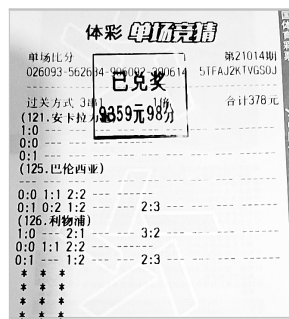 体彩 单场竞猜
单场比分 第21014期
026093-562634-906092-390614 5TFAJ2KTVGS0J
已兑奖
9359元98分
过关方式 3串1 1倍 合计378元
(121.安卡拉
1:0 --- ---
0:0 --- ---
0:1 --- ---
(125.巴伦西亚)
0:0 1:1 2:2 --- ---
0:1 0:2 1:2 --- 2:3
(126.利物浦)
1:0 --- 2:1 --- 3:2
0:0 1:1 2:2 --- ---
0:1 --- 1:2 --- 2:3
* * *
* * *
* * *
* * *